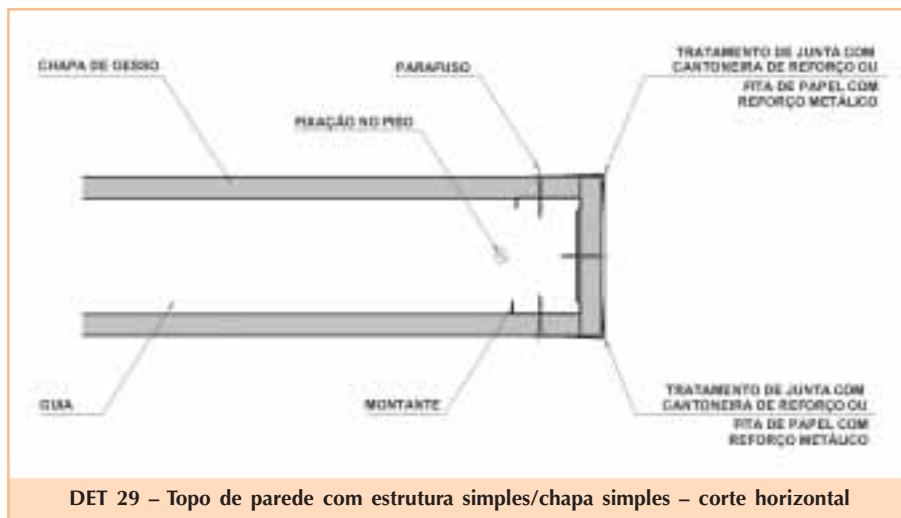 CHAPA DE GESSO
PARAFUSO
TRATAMENTO DE JUNTA COM
CANTONEIRA DE REFORÇO OU
FITA DE PAPEL COM
REFORÇO METÁLICO
FIXAÇÃO NO PISO
GUIA
MONTANTE
TRATAMENTO DE JUNTA COM
CANTONEIRA DE REFORÇO OU
FITA DE PAPEL COM
REFORÇO METÁLICO
DET 29 – Topo de parede com estrutura simples/chapa simples – corte horizontal